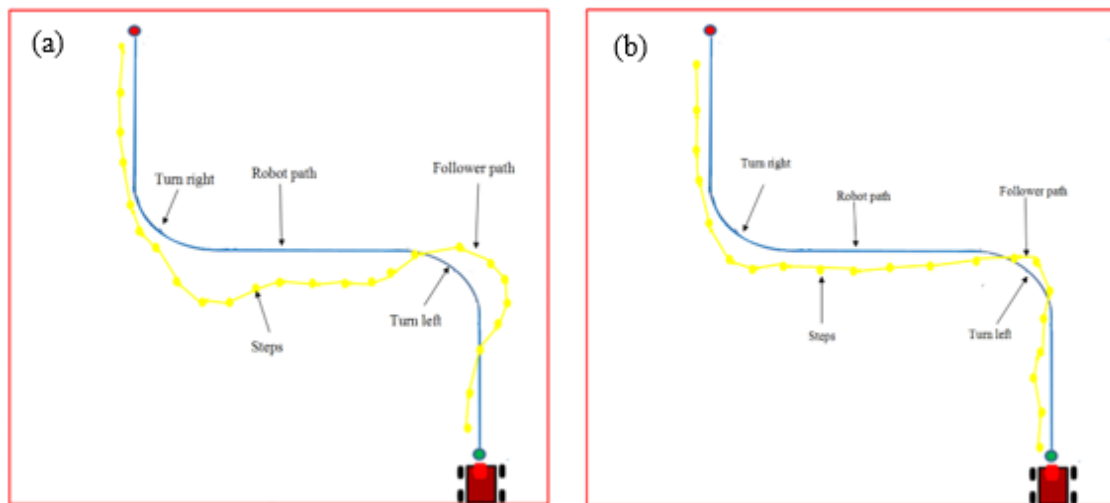 (a)
Turn right
Robot path
Follower path
Turn left
Steps
(b)
Turn right
Robot path
Follower path
Steps
Turn left